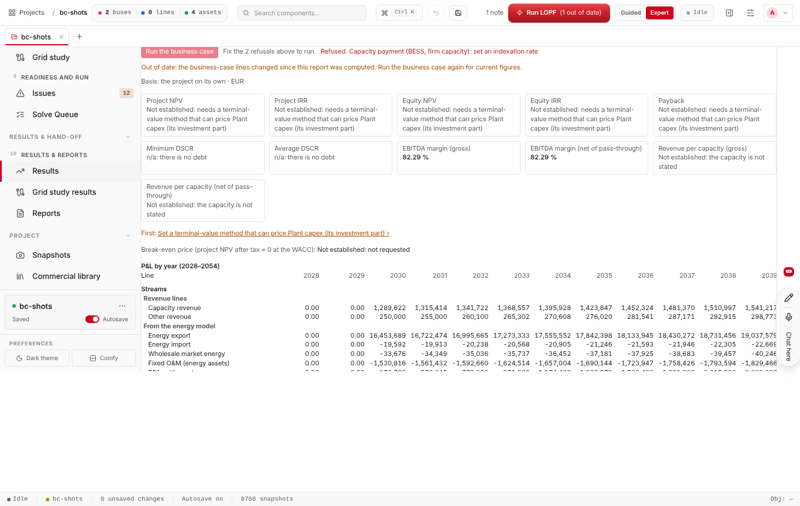 Projects / bc-shots
2 buses 0 lines 4 assets
Search components...
Ctrl K
1 note
Run LOPF (1 out of date)
Guided Expert
Idle
A
bc-shots
Grid study
READINESS AND RUN
Issues 12
Solve Queue
RESULTS & HAND-OFF
RESULTS & REPORTS
Results
Grid study results
Reports
PROJECT
Snapshots
Commercial library
bc-shots
Saved Autosave
PREFERENCES
Dark theme Comfy
Run the business case Fix the 2 refusals above to run. Refused. Capacity payment (BESS, firm capacity): set an indexation rate
Out of date: the business-case lines changed since this report was computed. Run the business case again for current figures.
Basis: the project on its own · EUR
Project NPV
Not established: needs a terminal-
value method that can price Plant
capex (its investment part)
Project IRR
Not established: needs a terminal-
value method that can price Plant
capex (its investment part)
Equity NPV
Not established: needs a terminal-
value method that can price Plant
capex (its investment part)
Equity IRR
Not established: needs a terminal-
value method that can price Plant
capex (its investment part)
Payback
Not established: needs a terminal-
value method that can price Plant
capex (its investment part)
Minimum DSCR
n/a: there is no debt
Average DSCR
n/a: there is no debt
EBITDA margin (gross)
82.29 %
EBITDA margin (net of pass-through)
82.29 %
Revenue per capacity (gross)
Not established: the capacity is not
stated
Revenue per capacity (net of pass-
through)
Not established: the capacity is not
stated
First: Set a terminal-value method that can price Plant capex (its investment part) ›
Break-even price (project NPV after tax = 0 at the WACC): Not established: not requested
P&L by year (2028–2054)
Line 2028 2029 2030 2031 2032 2033 2034 2035 2036 2037 2038 2039
Streams
Revenue lines
Capacity revenue 0.00 0.00 1,289,622 1,315,414 1,341,722 1,368,557 1,395,928 1,423,847 1,452,324 1,481,370 1,510,997 1,541,217
Other revenue 0.00 0.00 250,000 255,000 260,100 265,302 270,608 276,020 281,541 287,171 292,915 298,773
From the energy model
Energy export 0.00 0.00 16,453,689 16,722,474 16,995,665 17,273,333 17,555,552 17,842,398 18,133,945 18,430,272 18,731,456 19,037,579
Energy import 0.00 0.00 -19,592 -19,913 -20,238 -20,568 -20,905 -21,246 -21,593 -21,946 -22,305 -22,669
Wholesale market energy 0.00 0.00 -33,676 -34,349 -35,036 -35,737 -36,452 -37,181 -37,925 -38,683 -39,457 -40,246
Fixed O&M (energy assets) 0.00 0.00 -1,530,816 -1,561,432 -1,592,660 -1,624,514 -1,657,004 -1,690,144 -1,723,947 -1,758,426 -1,793,594 -1,829,466
Chat here
Idle bc-shots 0 unsaved changes Autosave on 8760 snapshots Obj: —